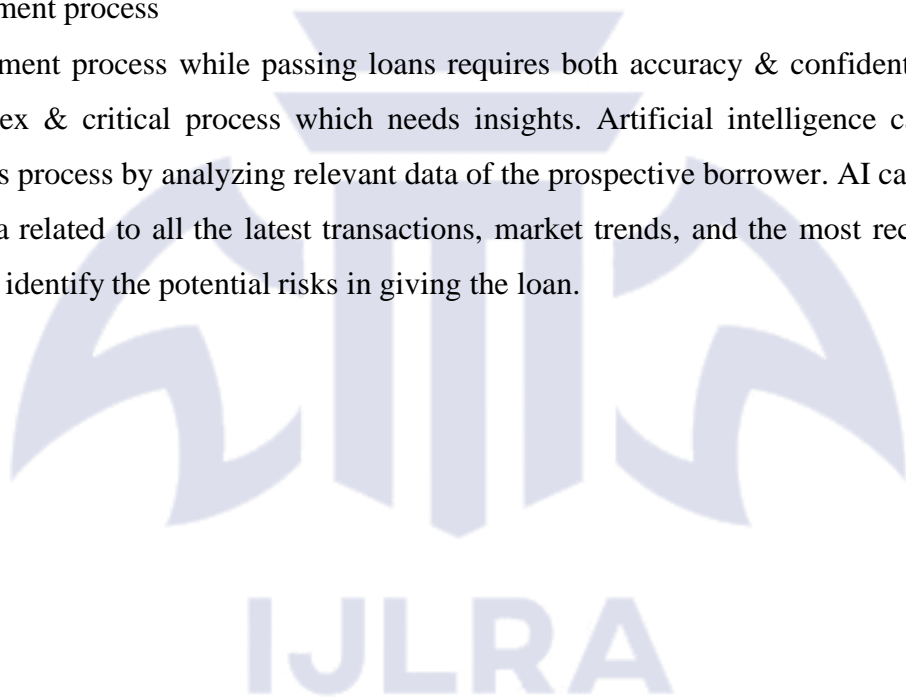 ment process
ment process while passing loans requires both accuracy & confident
ex & critical process which needs insights. Artificial intelligence c
s process by analyzing relevant data of the prospective borrower. AI ca
a related to all the latest transactions, market trends, and the most rec
identify the potential risks in giving the loan.
IJLRA